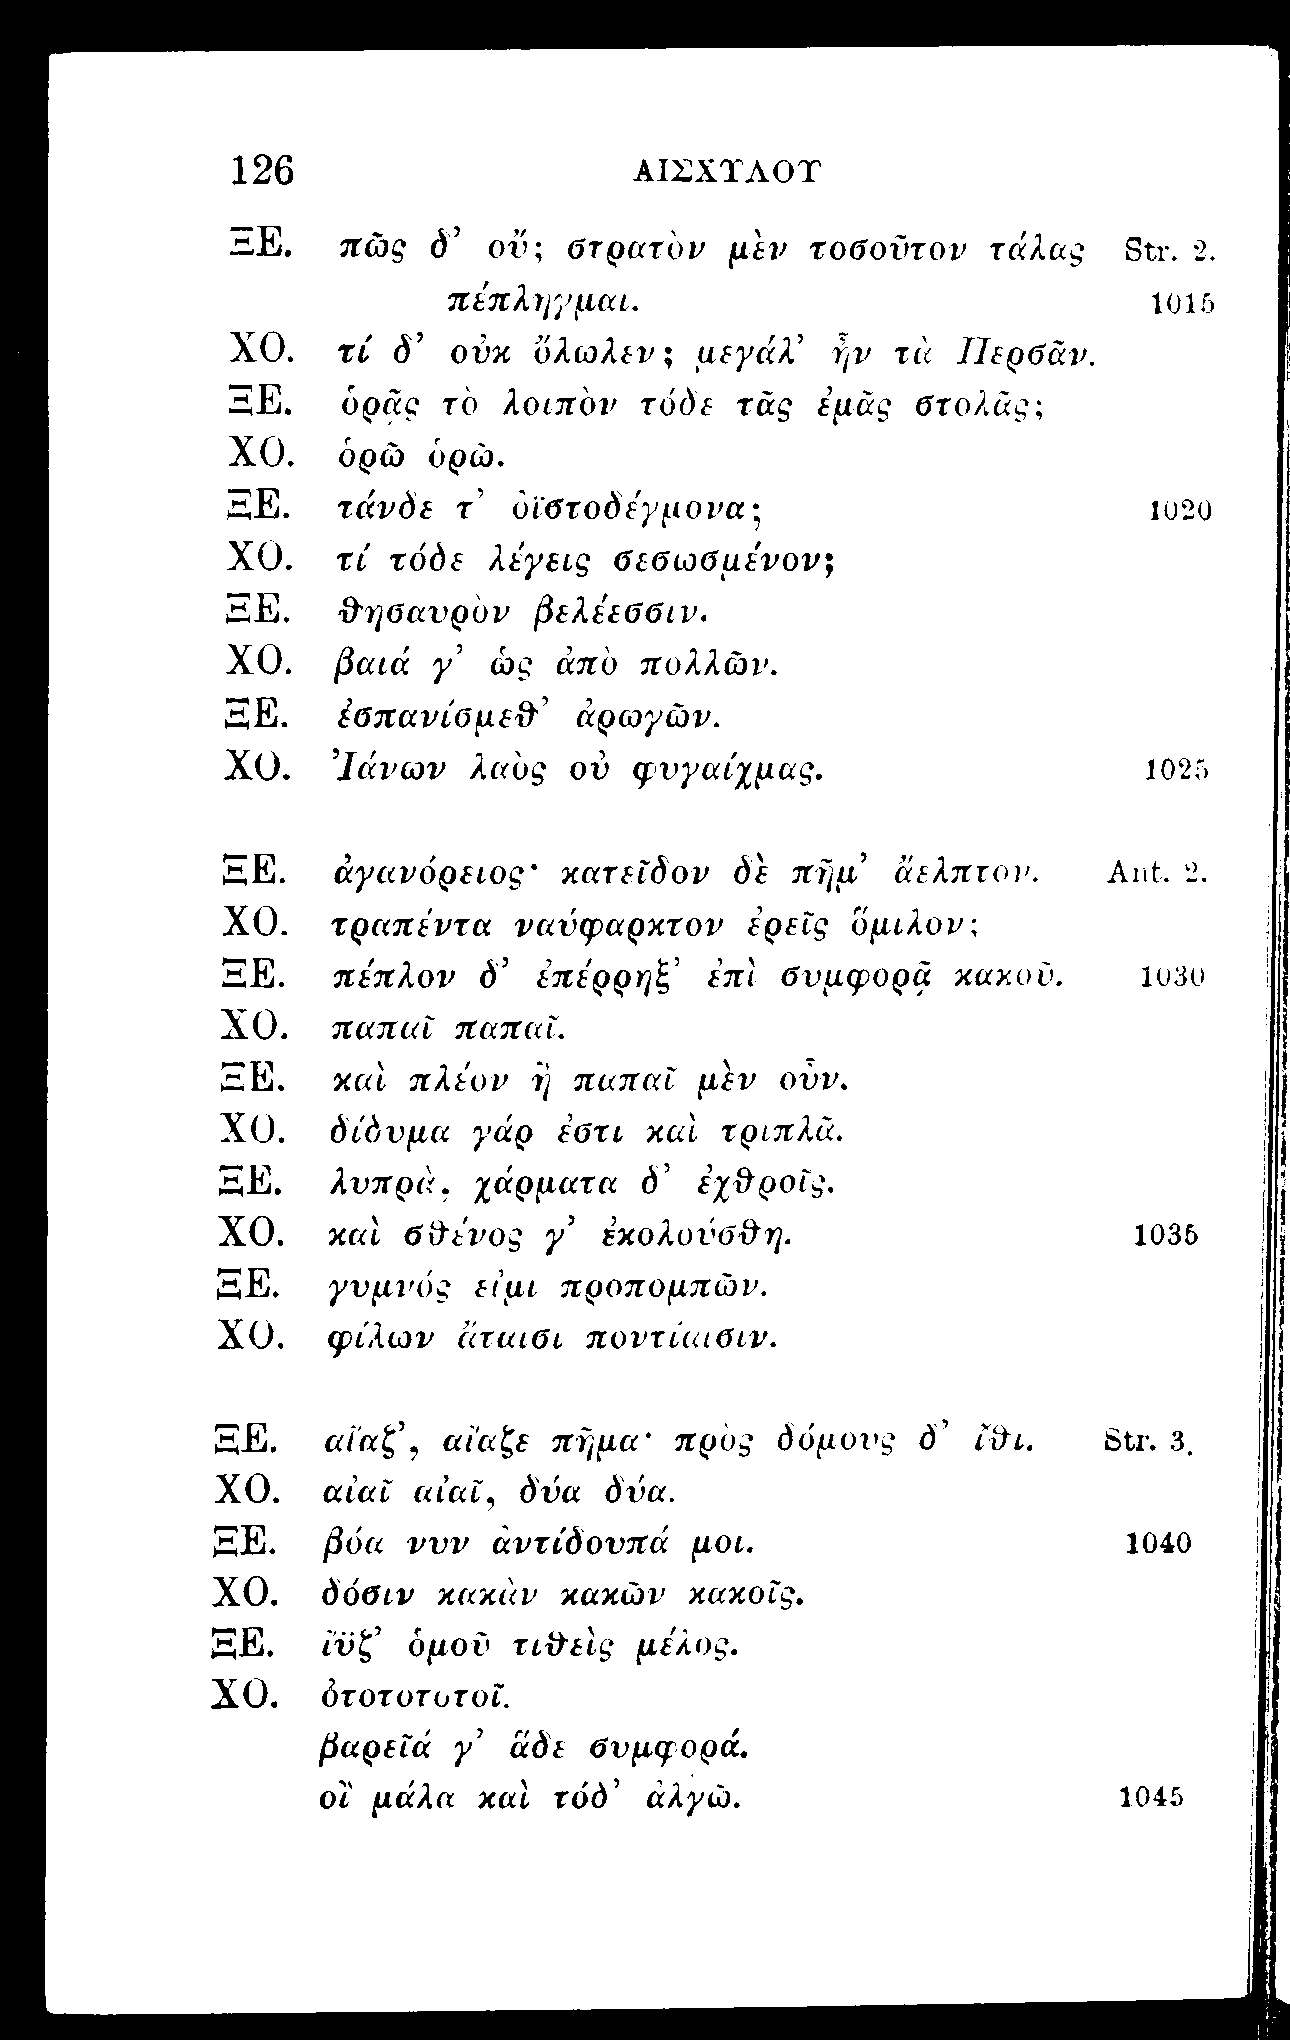 126 ΑΙΣΧΥΛΟΥ
ΞΕ. πῶς δ’ οὔ; στρατὸν μὲν τοσοῦτον τάλας Str. 2.
πέπληγμαι. 1015
ΧΟ. τί δ’ οὐκ ὄλωλεν; μεγάλ’ ἦν τὰ Περσᾶν.
ΞΕ. ὁρᾷς τὸ λοιπὸν τόδε τᾶς ἐμᾶς στολᾶς;
ΧΟ. ὁρῶ ὁρῶ.
ΞΕ. τάνδε τ’ ὀϊστοδέγμονα; 1020
ΧΟ. τί τόδε λέγεις σεσωσμένον;
ΞΕ. θησαυρὸν βελέεσσιν.
ΧΟ. βαιά γ’ ὡς ἀπὸ πολλῶν.
ΞΕ. ἐσπανίσμεθ’ ἀρωγῶν.
ΧΟ. Ἰάνων λαὸς οὐ φυγαίχμας. 1025
ΞΕ. ἀγανόρειος· κατεῖδον δὲ πῆμ’ ἄελπτον. Ant. 2.
ΧΟ. τραπέντα ναύφαρκτον ἐρεῖς ὅμιλον;
ΞΕ. πέπλον δ’ ἐπέρρηξ’ ἐπὶ συμφορᾷ κακοῦ. 1030
ΧΟ. παπαῖ παπαῖ.
ΞΕ. καὶ πλέον ἢ παπαῖ μὲν οὖν.
ΧΟ. δίδυμα γάρ ἐστι καὶ τριπλᾶ.
ΞΕ. λυπρὰ, χάρματα δ’ ἐχθροῖς.
ΧΟ. καὶ σθένος γ’ ἐκολούσθη. 1035
ΞΕ. γυμνός εἰμι προπομπῶν.
ΧΟ. φίλων ἄταισι ποντίαισιν.
ΞΕ. αἴαζ’, αἴαζε πῆμα· πρὸς δόμους δ’ ἴθι. Str. 3.
ΧΟ. αἰαῖ αἰαῖ, δύα δύα.
ΞΕ. βόα νυν ἀντίδουπά μοι. 1040
ΧΟ. δόσιν κακὰν κακῶν κακοῖς.
ΞΕ. ἴϋζ’ ὁμοῦ τιθεὶς μέλος.
ΧΟ. ὀτοτοτοτοῖ.
βαρεῖά γ’ ἅδε συμφορά.
οἲ μάλα καὶ τόδ’ ἀλγῶ. 1045